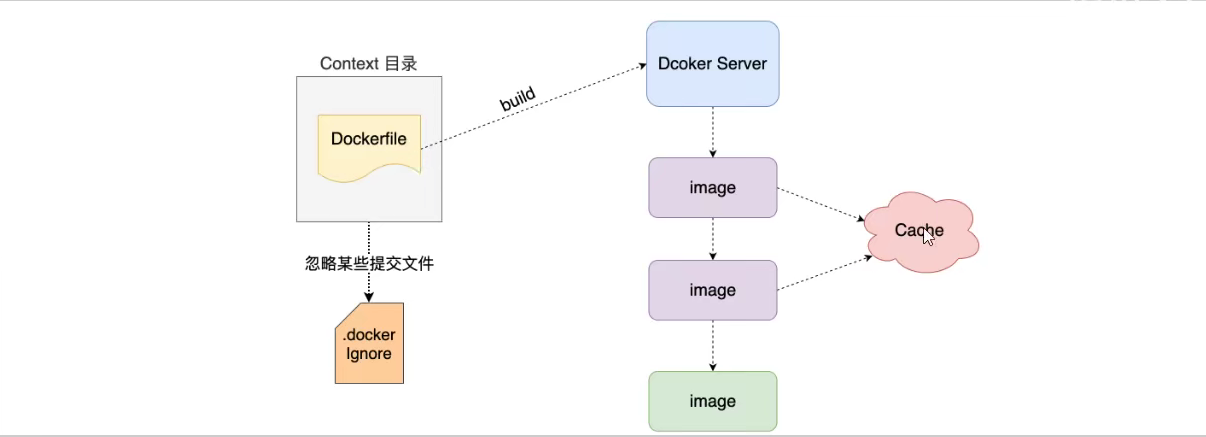 Context 目录
Dockerfile
build
Dcoker Server
image
image
image
Cache
忽略某些提交文件
.docker
Ignore